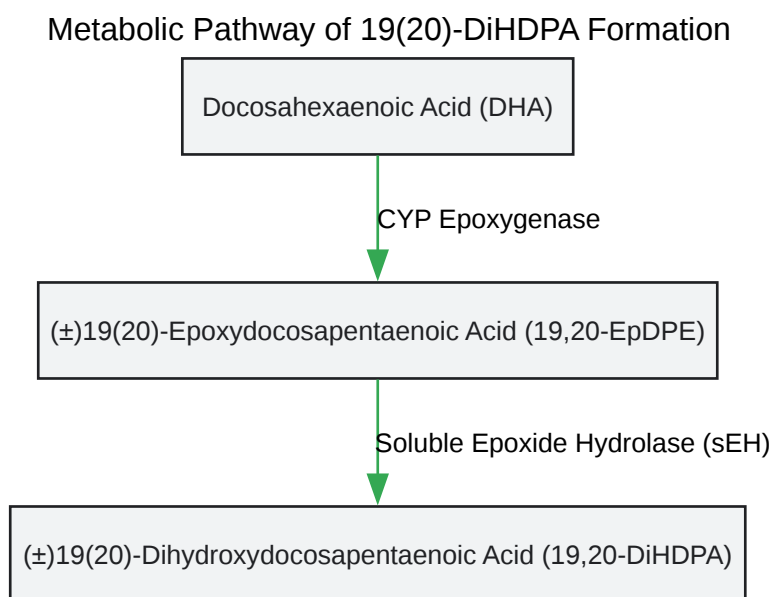 Metabolic Pathway of 19(20)-DiHDPA Formation
Docosahexaenoic Acid (DHA)
CYP Epoxygenase
(±)19(20)-Epoxydocosapentaenoic Acid (19,20-EpDPE)
Soluble Epoxide Hydrolase (sEH)
(±)19(20)-Dihydroxydocosapentaenoic Acid (19,20-DiHDPA)